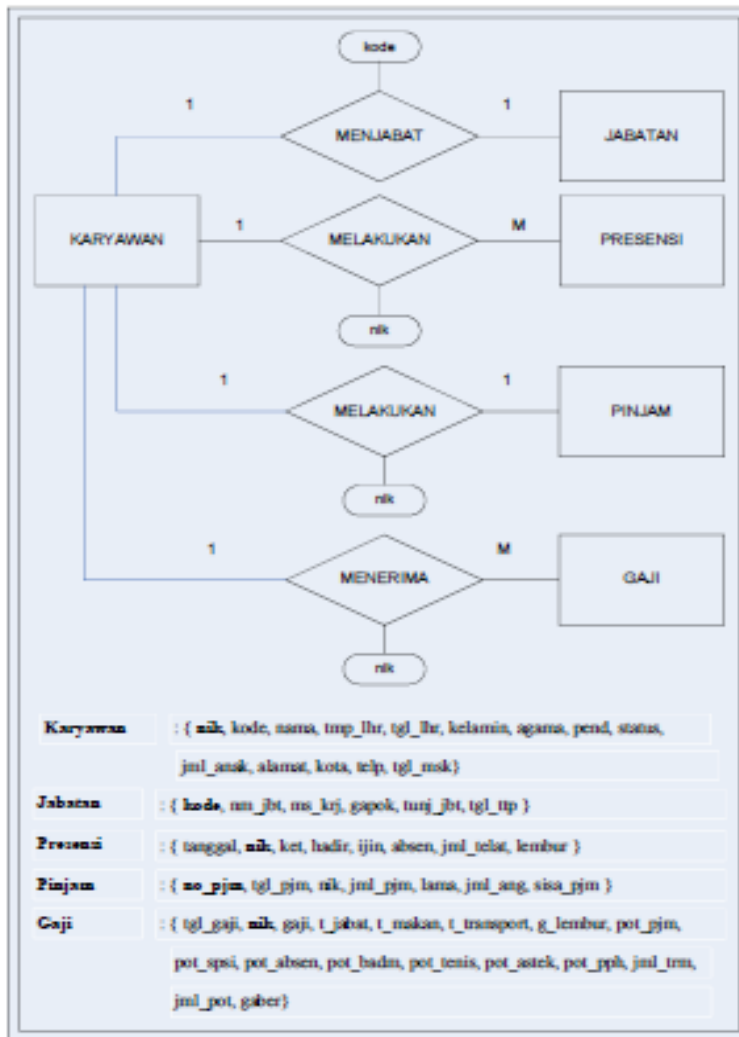 kode
1
1
MENJABAT
JABATAN
KARYAWAN
1
MELAKUKAN
M
PRESENSI
nik
1
MELAKUKAN
1
PINJAM
nik
1
MENERIMA
M
GAJI
nik
Karyawan : { nik, kode, nama, tmp_lhr, tgl_lhr, kelamin, agama, pend, status,
jml_anak, alamat, kota, telp, tgl_msk}
Jabatan : { kode, nm_jbt, ms_krj, gapok, tunj_jbt, tgl_ttp }
Presensi : { tanggal, nik, ket, hadir, ijin, absen, jml_telat, lembur }
Pinjam : { no_pjm, tgl_pjm, nik, jml_pjm, lama, jml_ang, sisa_pjm }
Gaji : { tgl_gaji, nik, gaji, t_jabat, t_makan, t_transport, g_lembur, pot_pjm,
pot_spsi, pot_absen, pot_badm, pot_tenis, pot_astek, pot_pph, jml_trm,
jml_pot, gaber}